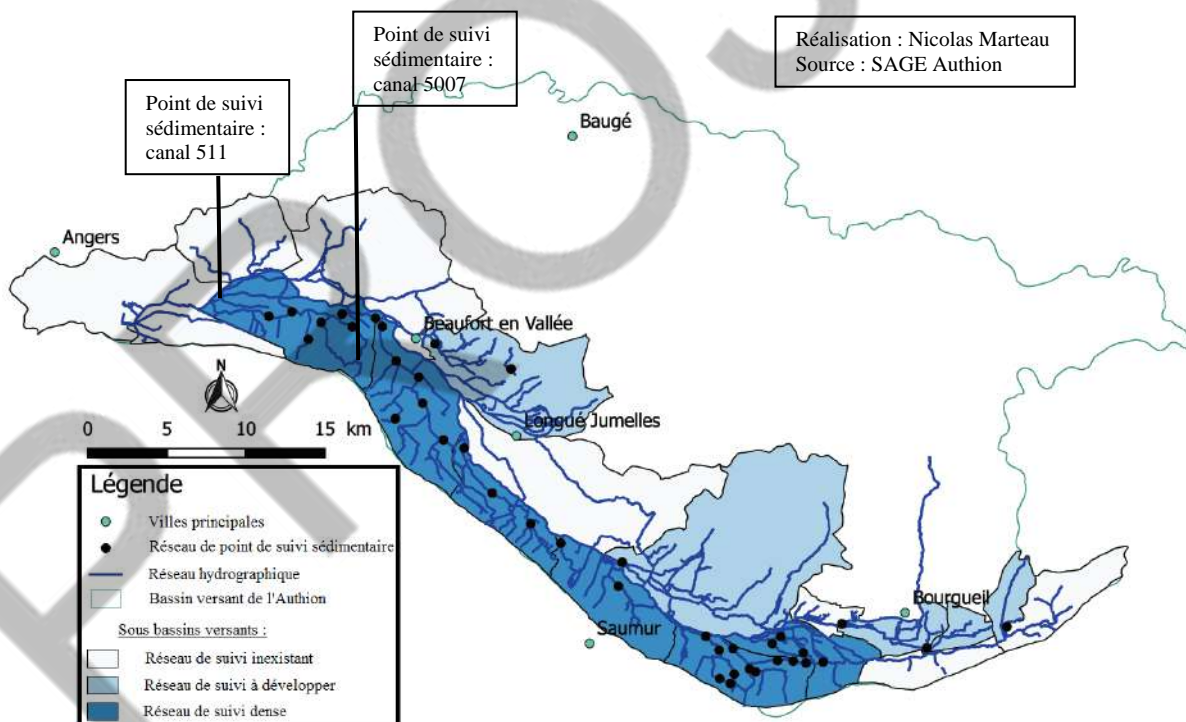 Point de suivi
sédimentaire :
canal 5007
Réalisation : Nicolas Marteau
Source : SAGE Authion
Point de suivi
sédimentaire :
canal 511
Baugé
Angers
Beaufort en Vallée
N
0 5 10 15 km
Longué Jumelles
Légende
Villes principales
Réseau de point de suivi sédimentaire
Réseau hydrographique
Bassin versant de l'Authion
Sous bassins versants :
Réseau de suivi inexistant
Réseau de suivi à développer
Réseau de suivi dense
Bourgueil
Saumur